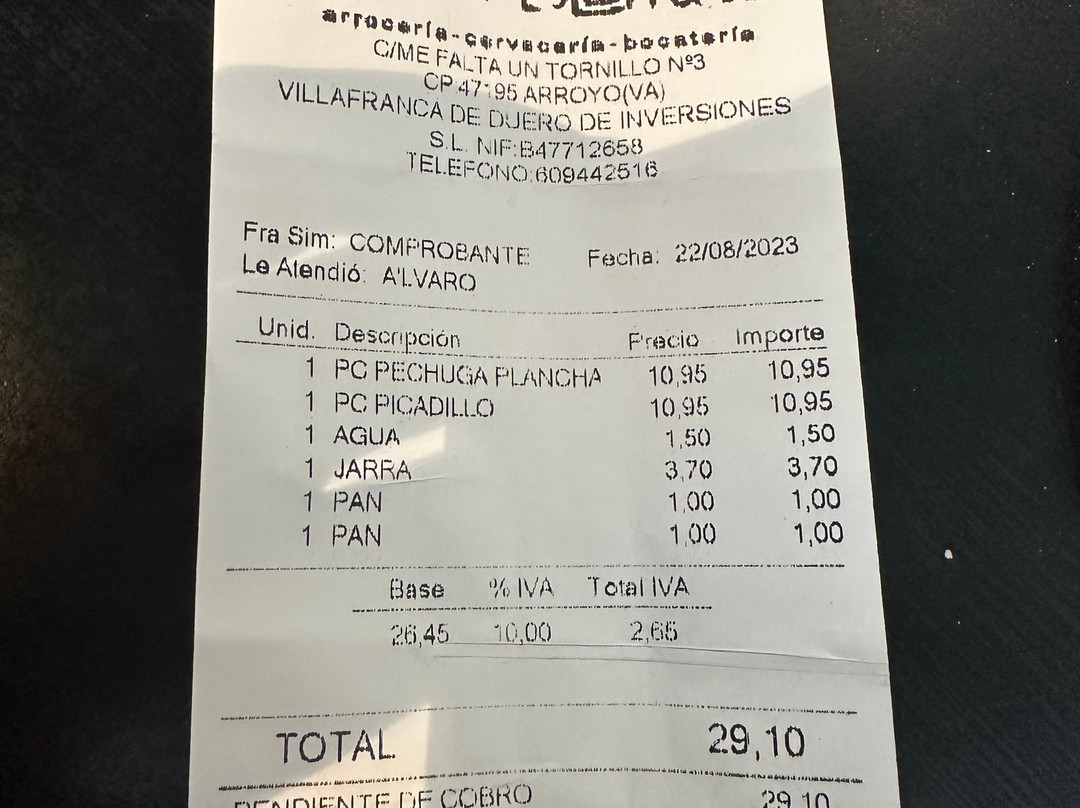 arrocería-cervecería-bocatería
C/ME FALTA UN TORNILLO Nº3
CP 47195 ARROYO(VA)
VILLAFRANCA DE DUERO DE INVERSIONES
S.L. NIF:B47712658
TELEFONO:609442516
Fra Sim: COMPROBANTE Fecha: 22/08/2023
Le Atendió: A'LVARO
Unid. Descripción Precio Importe
1 PC PECHUGA PLANCHA 10,95 10,95
1 PC PICADILLO 10,95 10,95
1 AGUA 1,50 1,50
1 JARRA 3,70 3,70
1 PAN 1,00 1,00
1 PAN 1,00 1,00
Base % IVA Total IVA
26,45 10,00 2,65
TOTAL 29,10
PENDIENTE DE COBRO 29,10